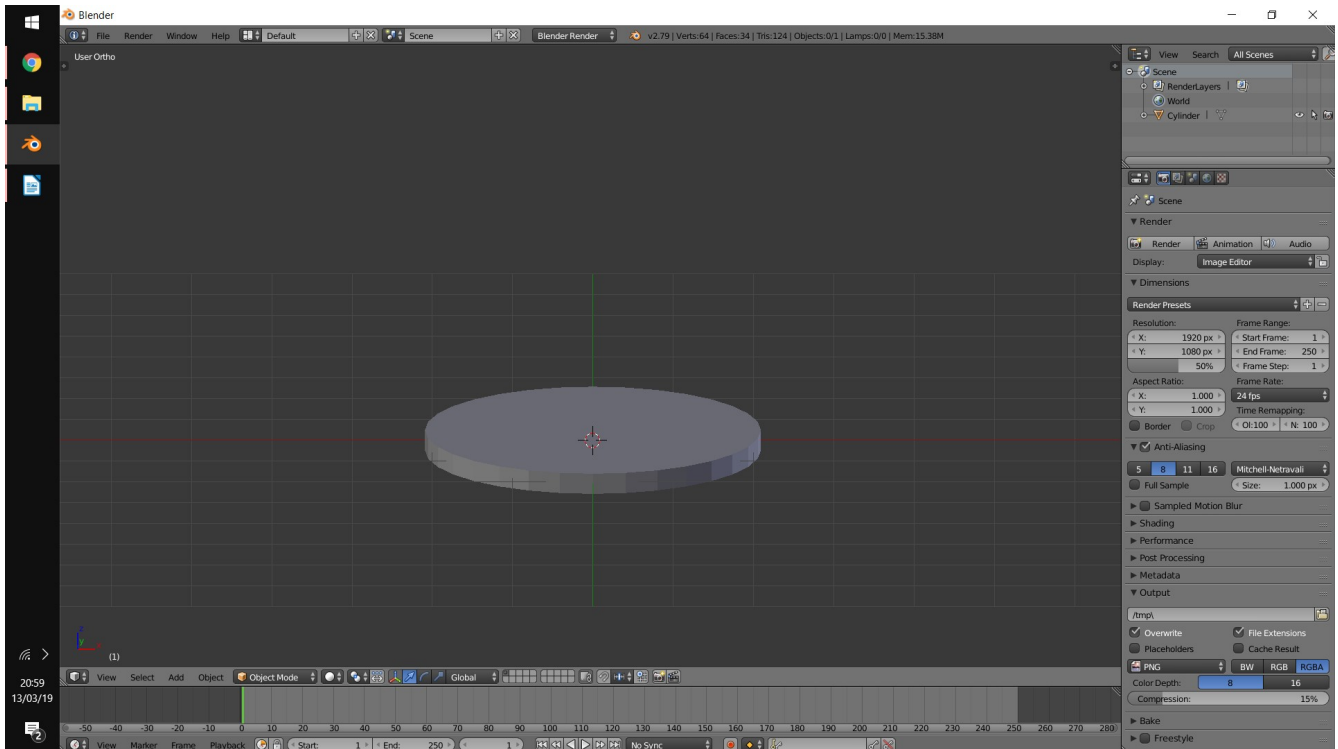 Blender
File Render Window Help Default Scene Blender Render v2.79 | Verts:64 | Faces:34 | Tris:124 | Objects:0/1 | Lamps:0/0 | Mem:15.38M
User Ortho
View Search All Scenes
Scene
RenderLayers
World
Cylinder
Scene
Render
Render Animation Audio
Display: Image Editor
Dimensions
Render Presets
Resolution: Frame Range:
X: 1920 px Start Frame: 1
Y: 1080 px End Frame: 250
50% Frame Step: 1
Aspect Ratio: Frame Rate:
X: 1.000 24 fps
Y: 1.000 Time Remapping:
Border Crop Ol:100 N: 100
Anti-Aliasing
5 8 11 16 Mitchell-Netravali
Full Sample Size: 1.000 px
Sampled Motion Blur
Shading
Performance
Post Processing
Metadata
Output
/tmp\
Overwrite File Extensions
Placeholders Cache Result
PNG BW RGB RGBA
Color Depth: 8 16
Compression: 15%
Bake
Freestyle
z
y
(1)
View Select Add Object Object Mode Global
-50 -40 -30 -20 -10 0 10 20 30 40 50 60 70 80 90 100 110 120 130 140 150 160 170 180 190 200 210 220 230 240 250 260 270 280
View Marker Frame Playback Start: 1 End: 250 1 No Sync
20:59
13/03/19
2